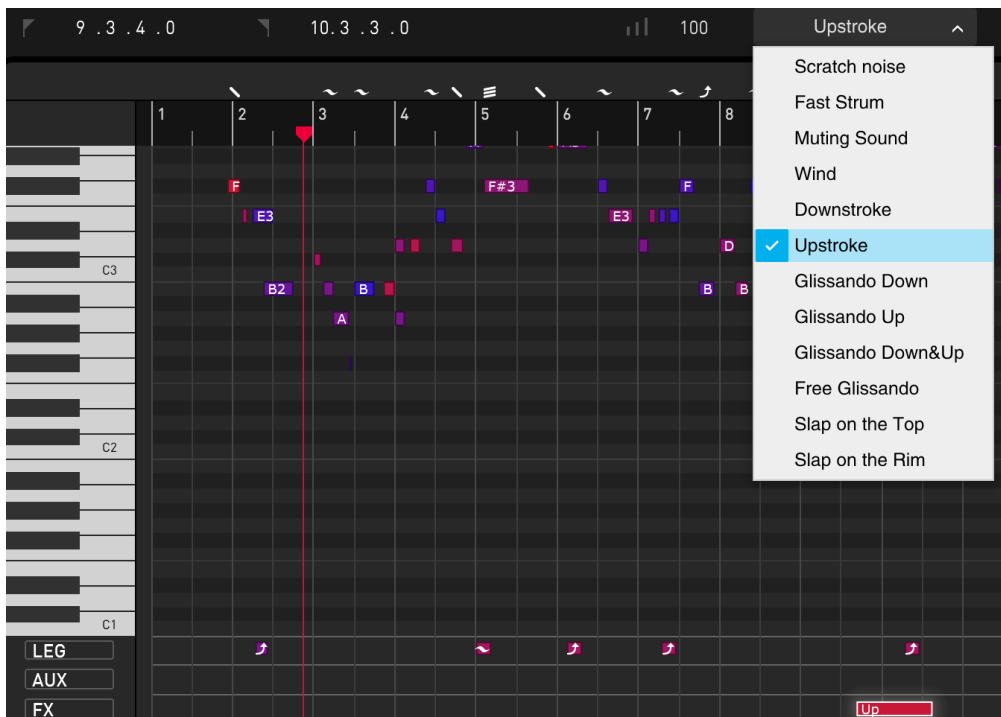 9 .3 .4 .0 10.3 .3 .0 100 Upstroke
Scratch noise
Fast Strum
Muting Sound
Wind
Downstroke
Upstroke
Glissando Down
Glissando Up
Glissando Down&Up
Free Glissando
Slap on the Top
Slap on the Rim
1 2 3 4 5 6 7 8
F F#3 F
E3 E3
D
C3
B2 B B B
A
C2
C1
LEG
AUX
FX Up